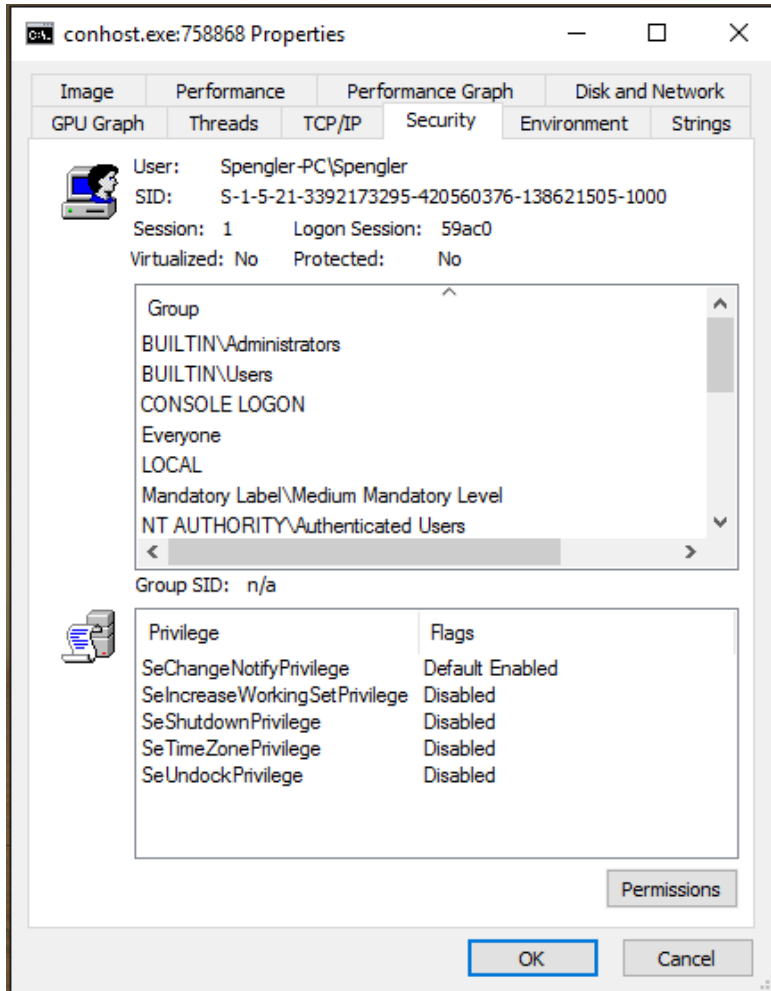 conhost.exe:758868 Properties
Image Performance Performance Graph Disk and Network
GPU Graph Threads TCP/IP Security Environment Strings
User: Spengler-PC\Spengler
SID: S-1-5-21-3392173295-420560376-138621505-1000
Session: 1 Logon Session: 59ac0
Virtualized: No Protected: No
Group
BUILTIN\Administrators
BUILTIN\Users
CONSOLE LOGON
Everyone
LOCAL
Mandatory Label\Medium Mandatory Level
NT AUTHORITY\Authenticated Users
Group SID: n/a
Privilege Flags
SeChangeNotifyPrivilege Default Enabled
SeIncreaseWorkingSetPrivilege Disabled
SeShutdownPrivilege Disabled
SeTimeZonePrivilege Disabled
SeUndockPrivilege Disabled
Permissions
OK Cancel